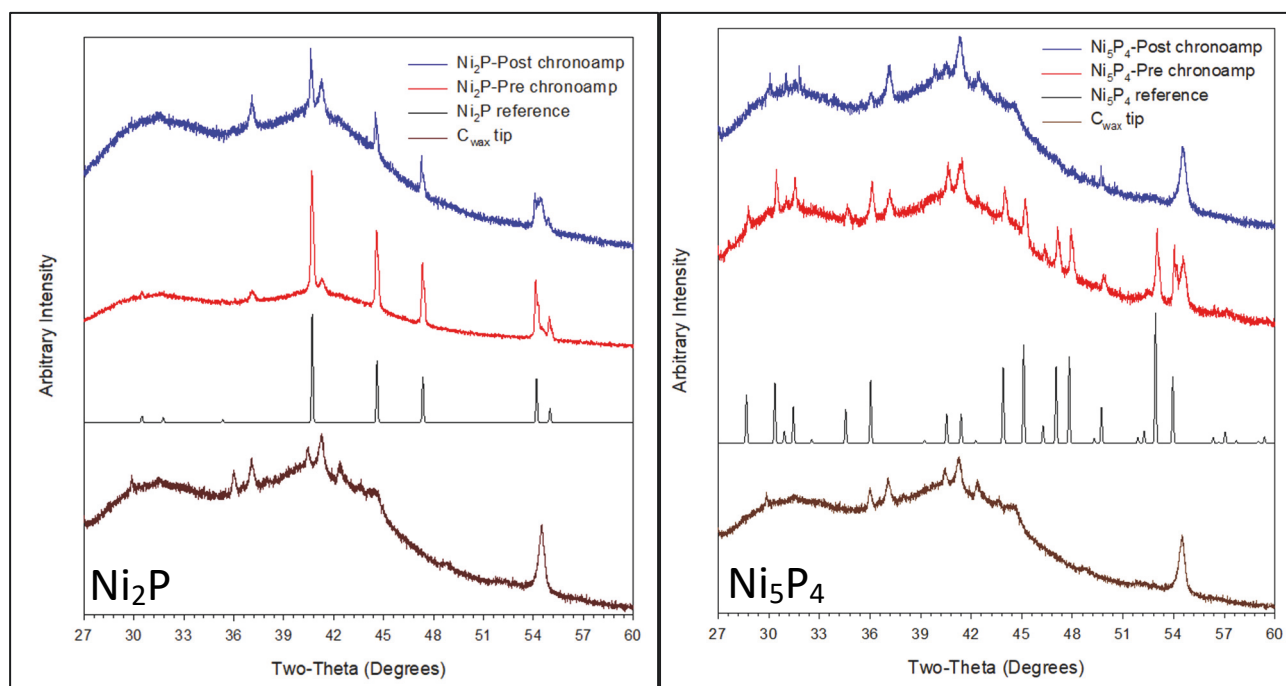 Ni₂P-Post chronoamp
Ni₂P-Pre chronoamp
Ni₂P reference
C_wax tip
Arbitrary Intensity
Ni₂P
27 30 33 36 39 42 45 48 51 54 57 60
Two-Theta (Degrees)
Ni₅P₄-Post chronoamp
Ni₅P₄-Pre chronoamp
Ni₅P₄ reference
C_wax tip
Arbitrary Intensity
Ni₅P₄
27 30 33 36 39 42 45 48 51 54 57 60
Two-Theta (Degrees)